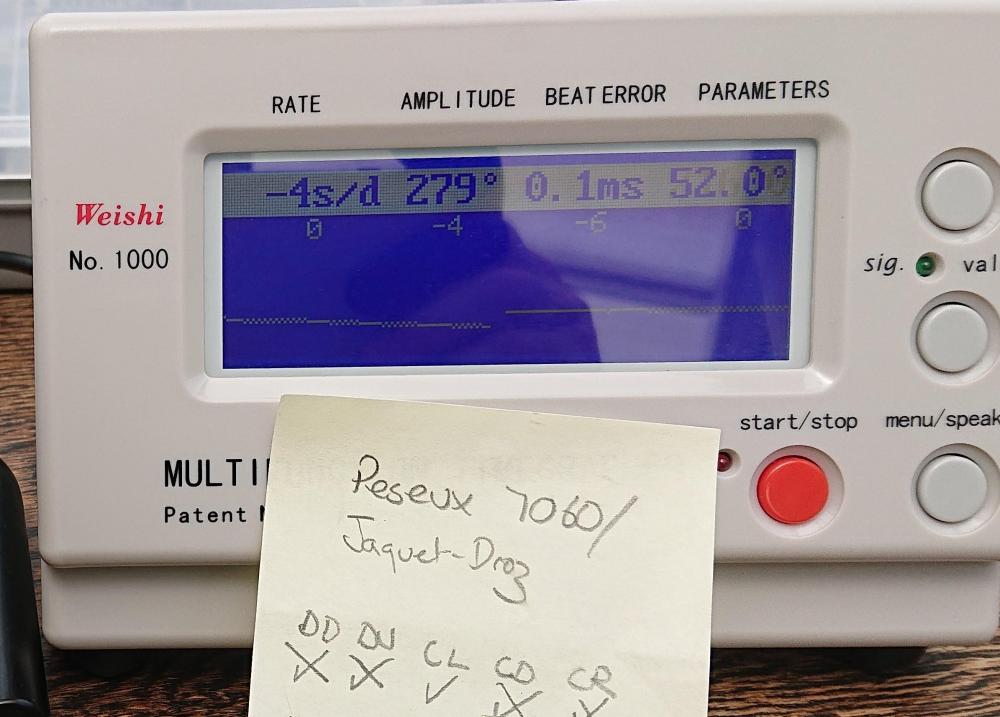 RATE AMPLITUDE BEAT ERROR PARAMETERS
-4s/d 279° 0.1ms 52.0°
0 -4 -6 0
Weishi
No. 1000
sig. val
start/stop menu/speak
MULTI
Patent
Peseux 7060/
Jaquet-Droz
DD DU CL CD CR